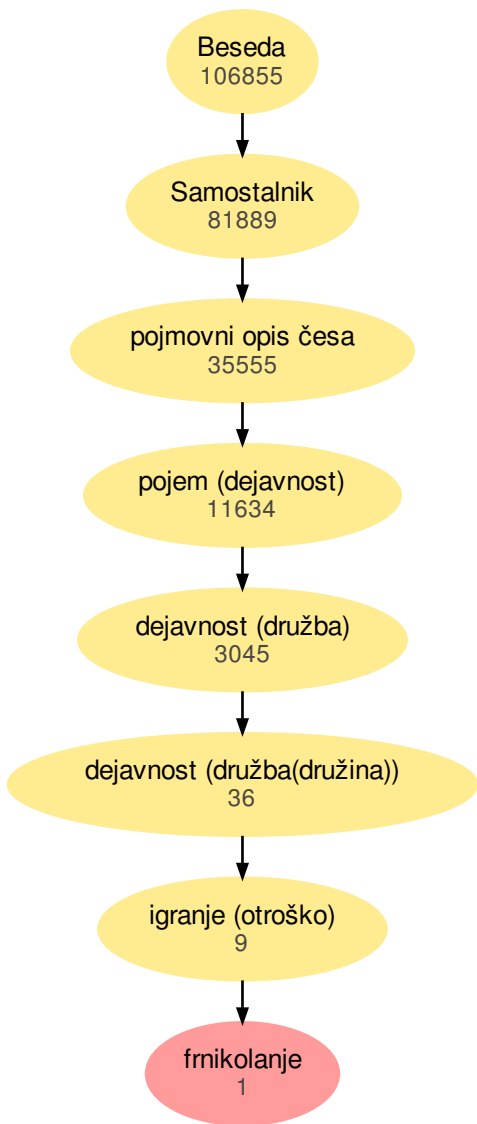 Beseda
106855
Samostalnik
81889
pojmovni opis česa
35555
pojem (dejavnost)
11634
dejavnost (družba)
3045
dejavnost (družba(družina))
36
igranje (otroško)
9
frnikolanje
1